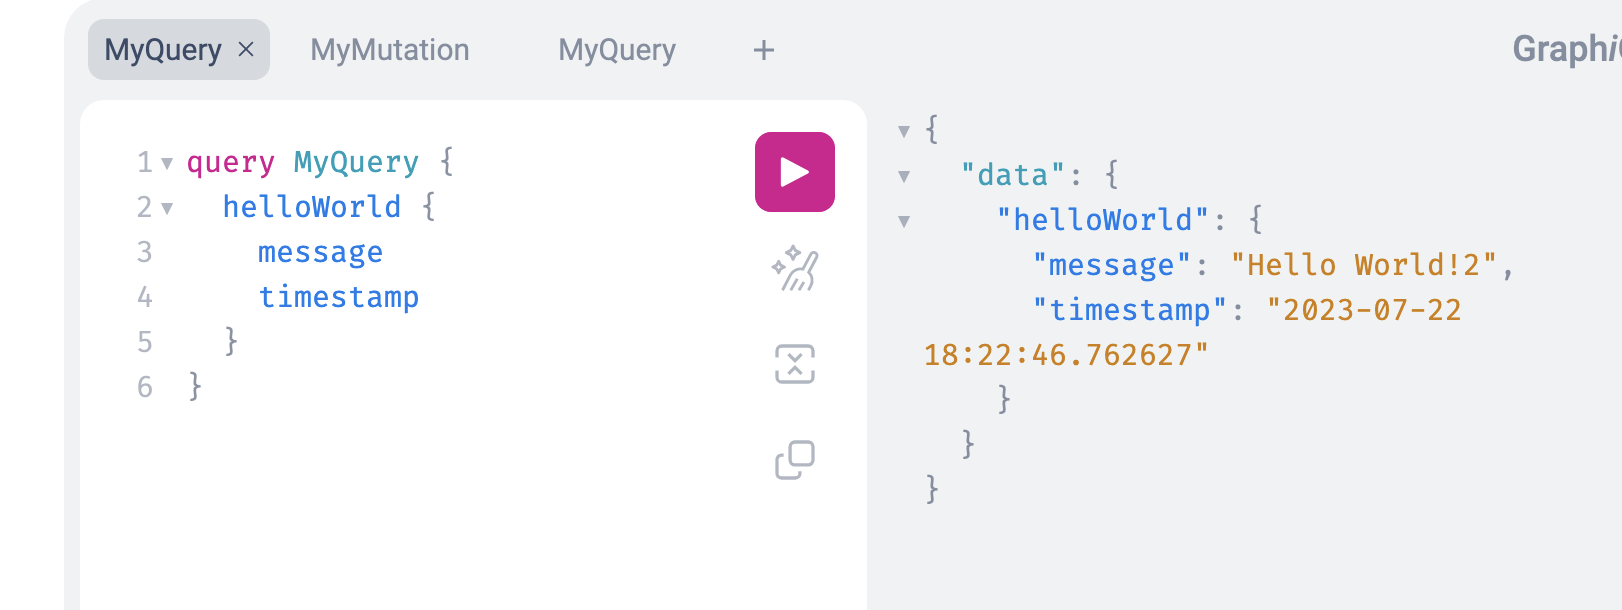 MyQuery MyMutation MyQuery
Graphi
1 query MyQuery {
2 helloWorld {
3 message
4 timestamp
5 }
6 }
{
"data": {
"helloWorld": {
"message": "Hello World!2",
"timestamp": "2023-07-22
18:22:46.762627"
}
}
}